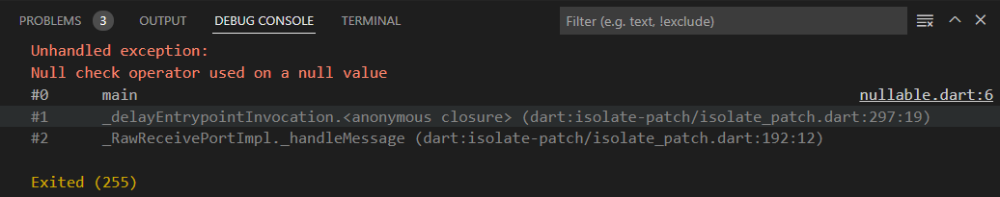 PROBLEMS 3 OUTPUT DEBUG CONSOLE TERMINAL Filter (e.g. text, !exclude)
Unhandled exception:
Null check operator used on a null value
#0 main nullable.dart:6
#1 _delayEntrypointInvocation.<anonymous closure> (dart:isolate-patch/isolate_patch.dart:297:19)
#2 _RawReceivePortImpl._handleMessage (dart:isolate-patch/isolate_patch.dart:192:12)
Exited (255)